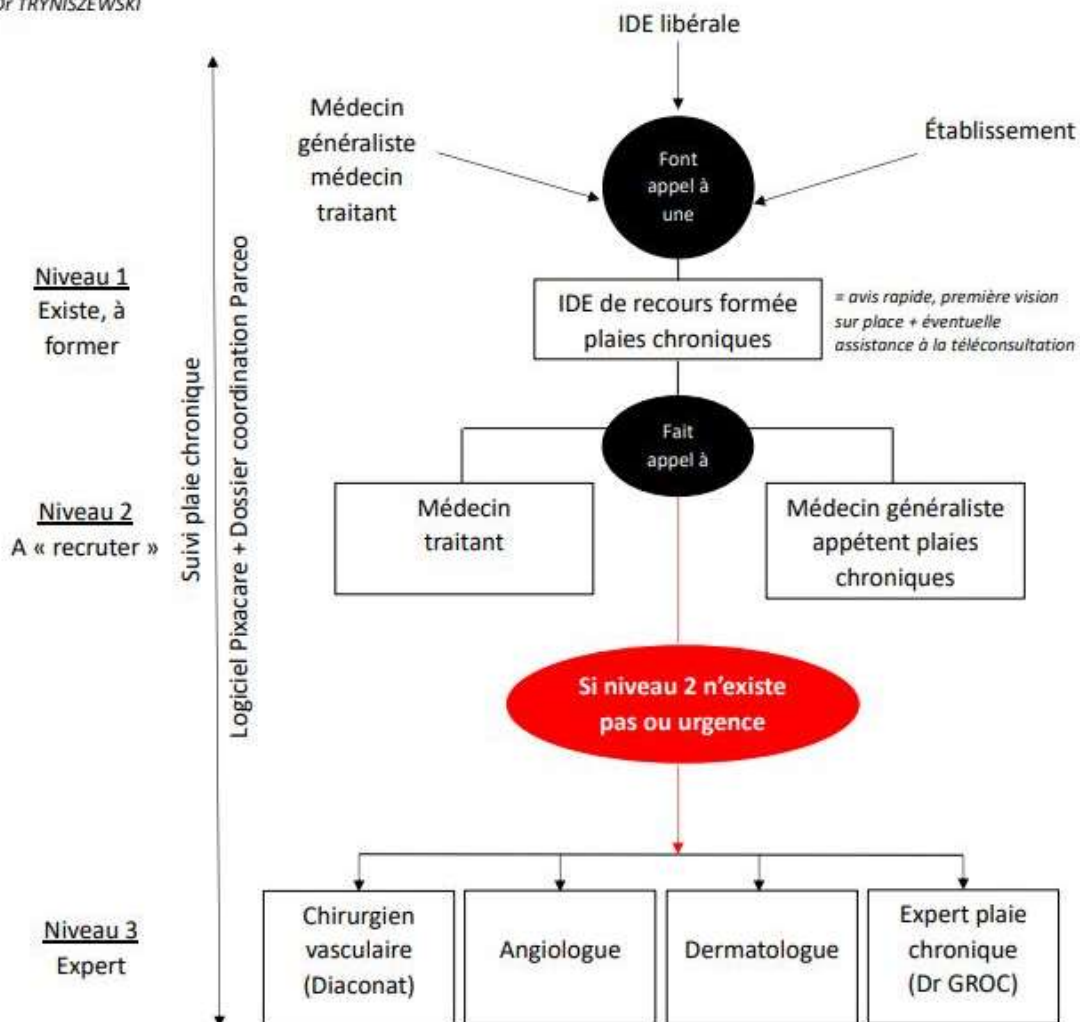 Dr TRYNISZEWSKI
IDE libérale
Médecin
généraliste
médecin
traitant
Font
appel à
une
Établissement
Niveau 1
Existe, à
former
IDE de recours formée
plaies chroniques
= avis rapide, première vision
sur place + éventuelle
assistance à la téléconsultation
Suivi plaie chronique
Logiciel Pixacare + Dossier coordination Parceo
Fait
appel à
Niveau 2
A « recruter »
Médecin
traitant
Médecin généraliste
appétent plaies
chroniques
Si niveau 2 n'existe
pas ou urgence
Niveau 3
Expert
Chirurgien
vasculaire
(Diaconat)
Angiologue
Dermatologue
Expert plaie
chronique
(Dr GROC)